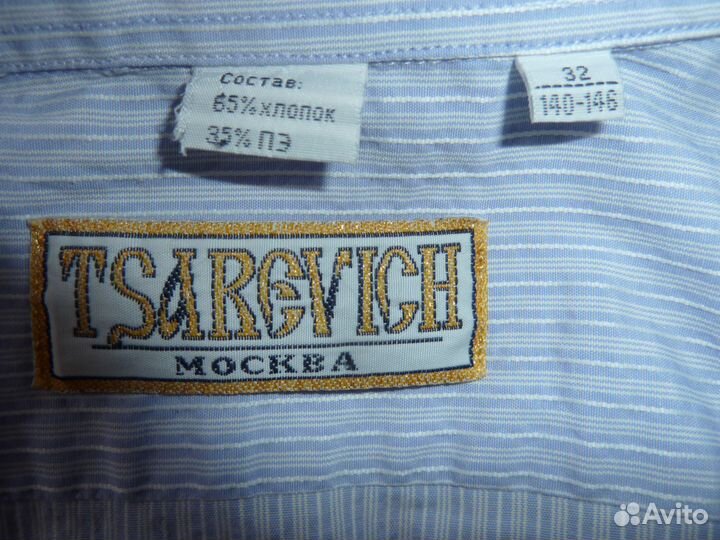 Состав:
65% хлопок
35% ПЭ
32
140-146
TSAREVICH
МОСКВА
Avito